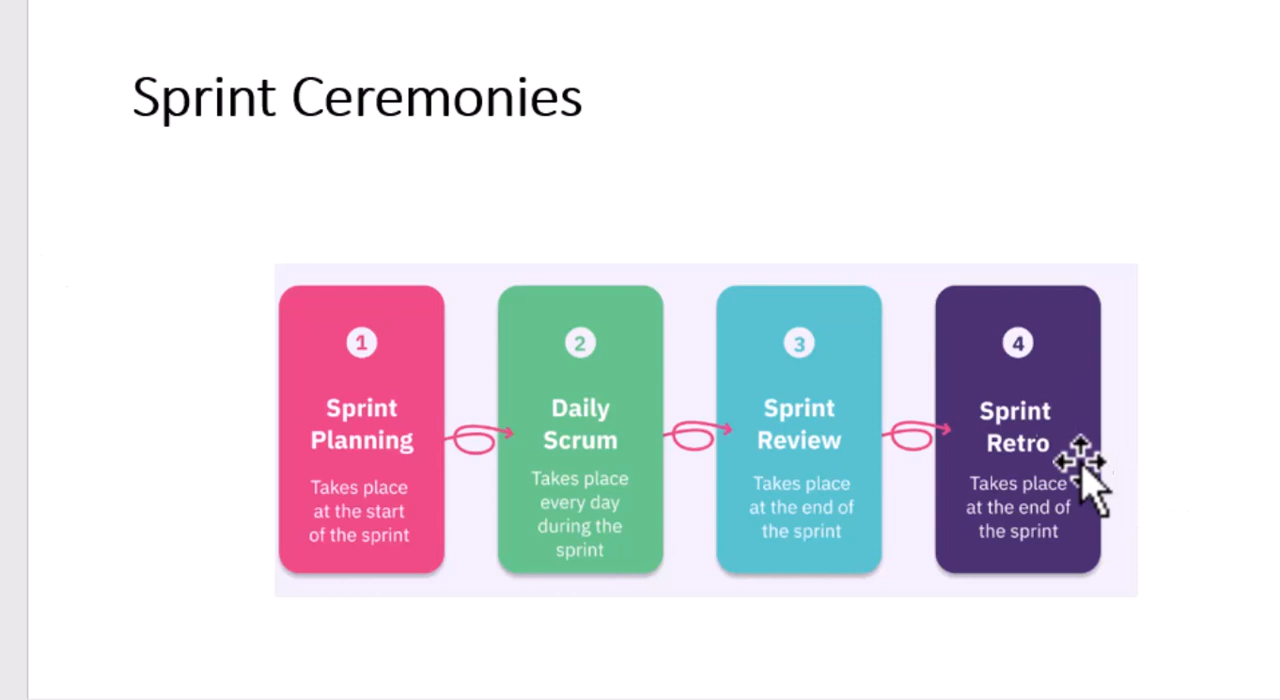 Sprint Ceremonies
1
Sprint
Planning
Takes place
at the start
of the sprint
2
Daily
Scrum
Takes place
every day
during the
sprint
3
Sprint
Review
Takes place
at the end of
the sprint
4
Sprint
Retro
Takes place
at the end of
the sprint